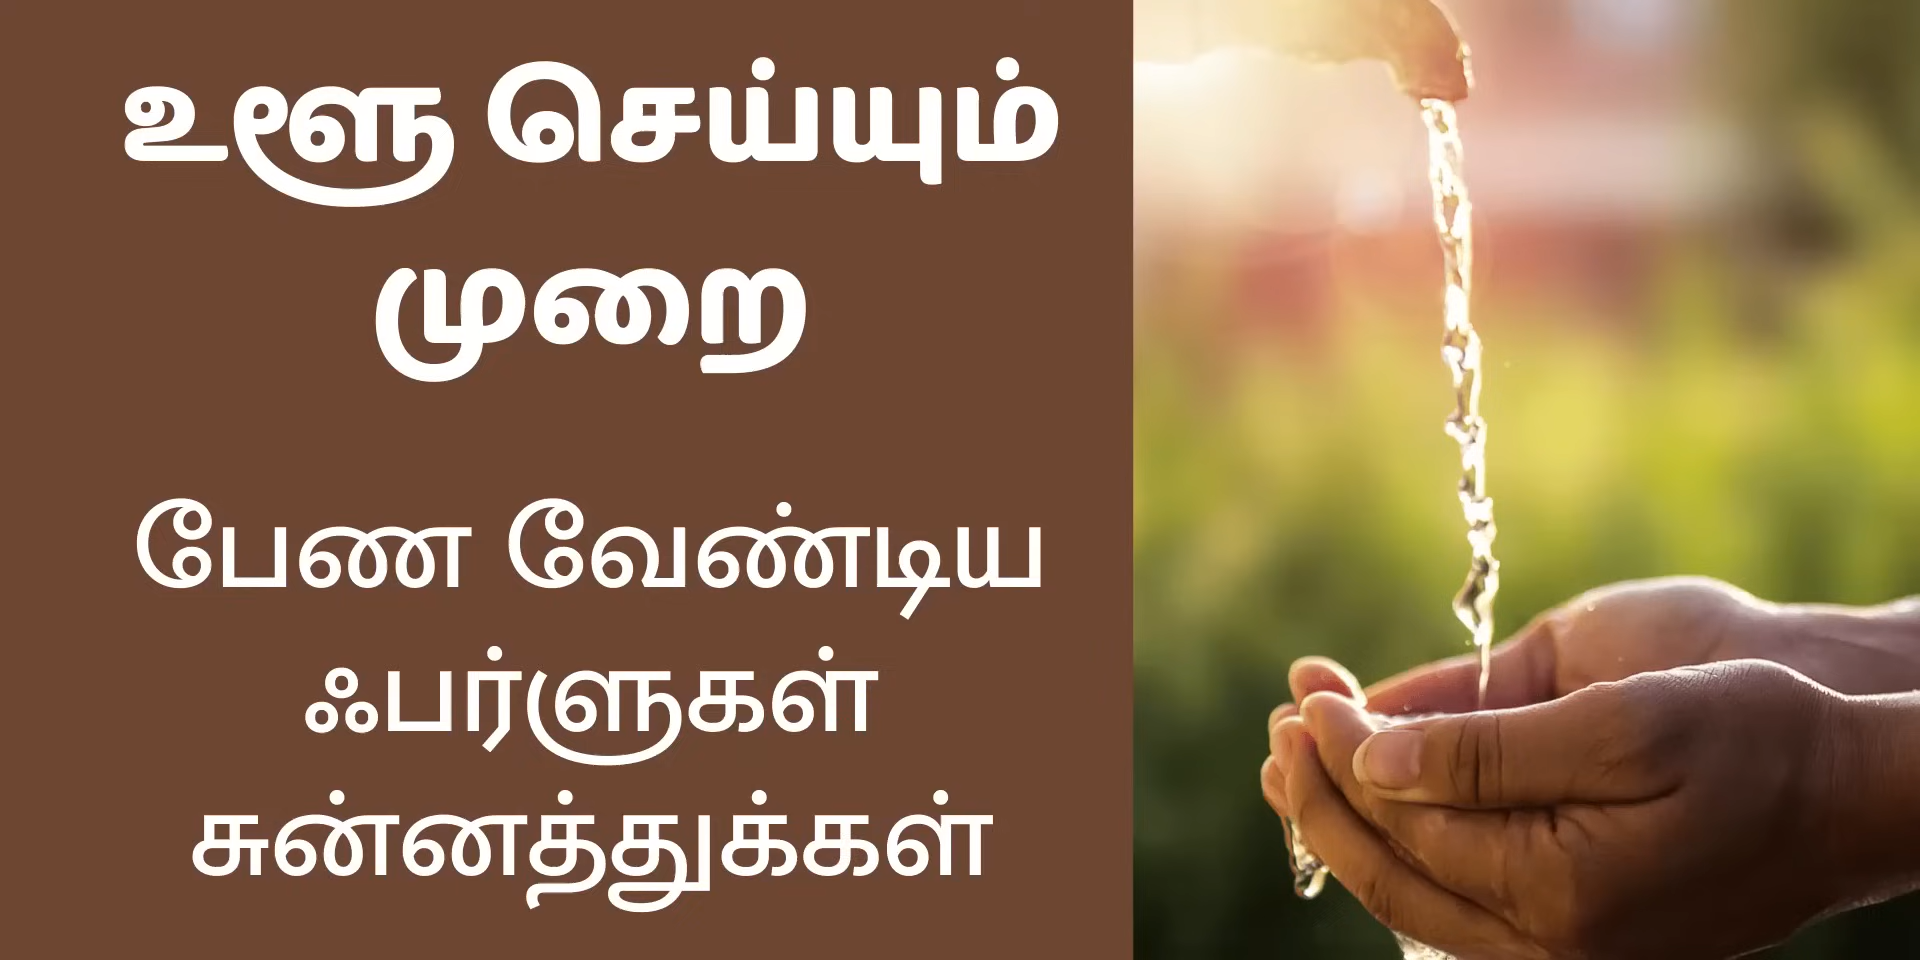 உளூ செய்யும்
முறை
பேண வேண்டிய
ஃபர்ளுகள்
சுன்னத்துக்கள்